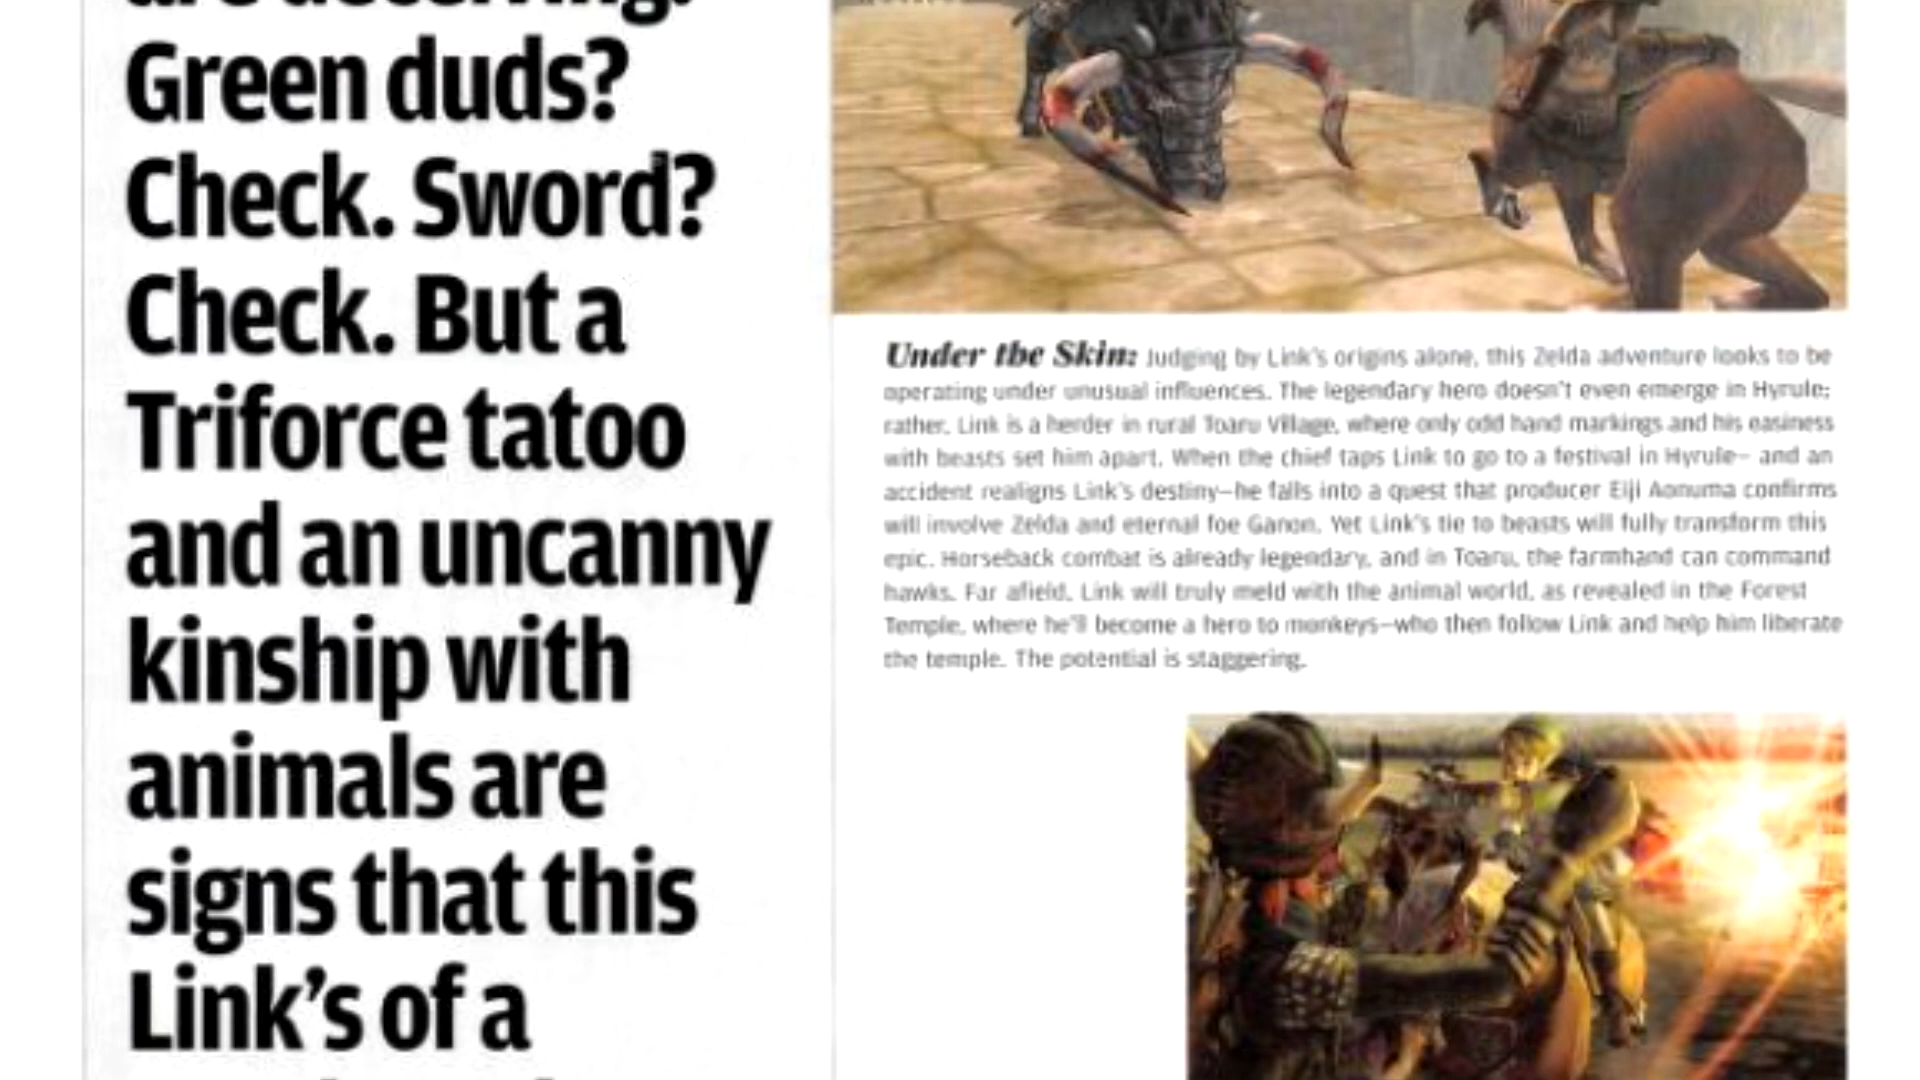 are deserving.
Green duds?
Check. Sword?
Check. But a
Triforce tatoo
and an uncanny
kinship with
animals are
signs that this
Link’s of a
Under the Skin: Judging by Link’s origins alone, this Zelda adventure looks to be
operating under unusual influences. The legendary hero doesn’t even emerge in Hyrule;
rather, Link is a herder in rural Toaru Village, where only odd hand markings and his easiness
with beasts set him apart. When the chief taps Link to go to a festival in Hyrule— and an
accident realigns Link’s destiny—he falls into a quest that producer Eiji Aonuma confirms
will involve Zelda and eternal foe Ganon. Yet Link’s tie to beasts will fully transform this
epic. Horseback combat is already legendary, and in Toaru, the farmhand can command
hawks. Far afield, Link will truly meld with the animal world, as revealed in the Forest
Temple, where he’ll become a hero to monkeys—who then follow Link and help him liberate
the temple. The potential is staggering.